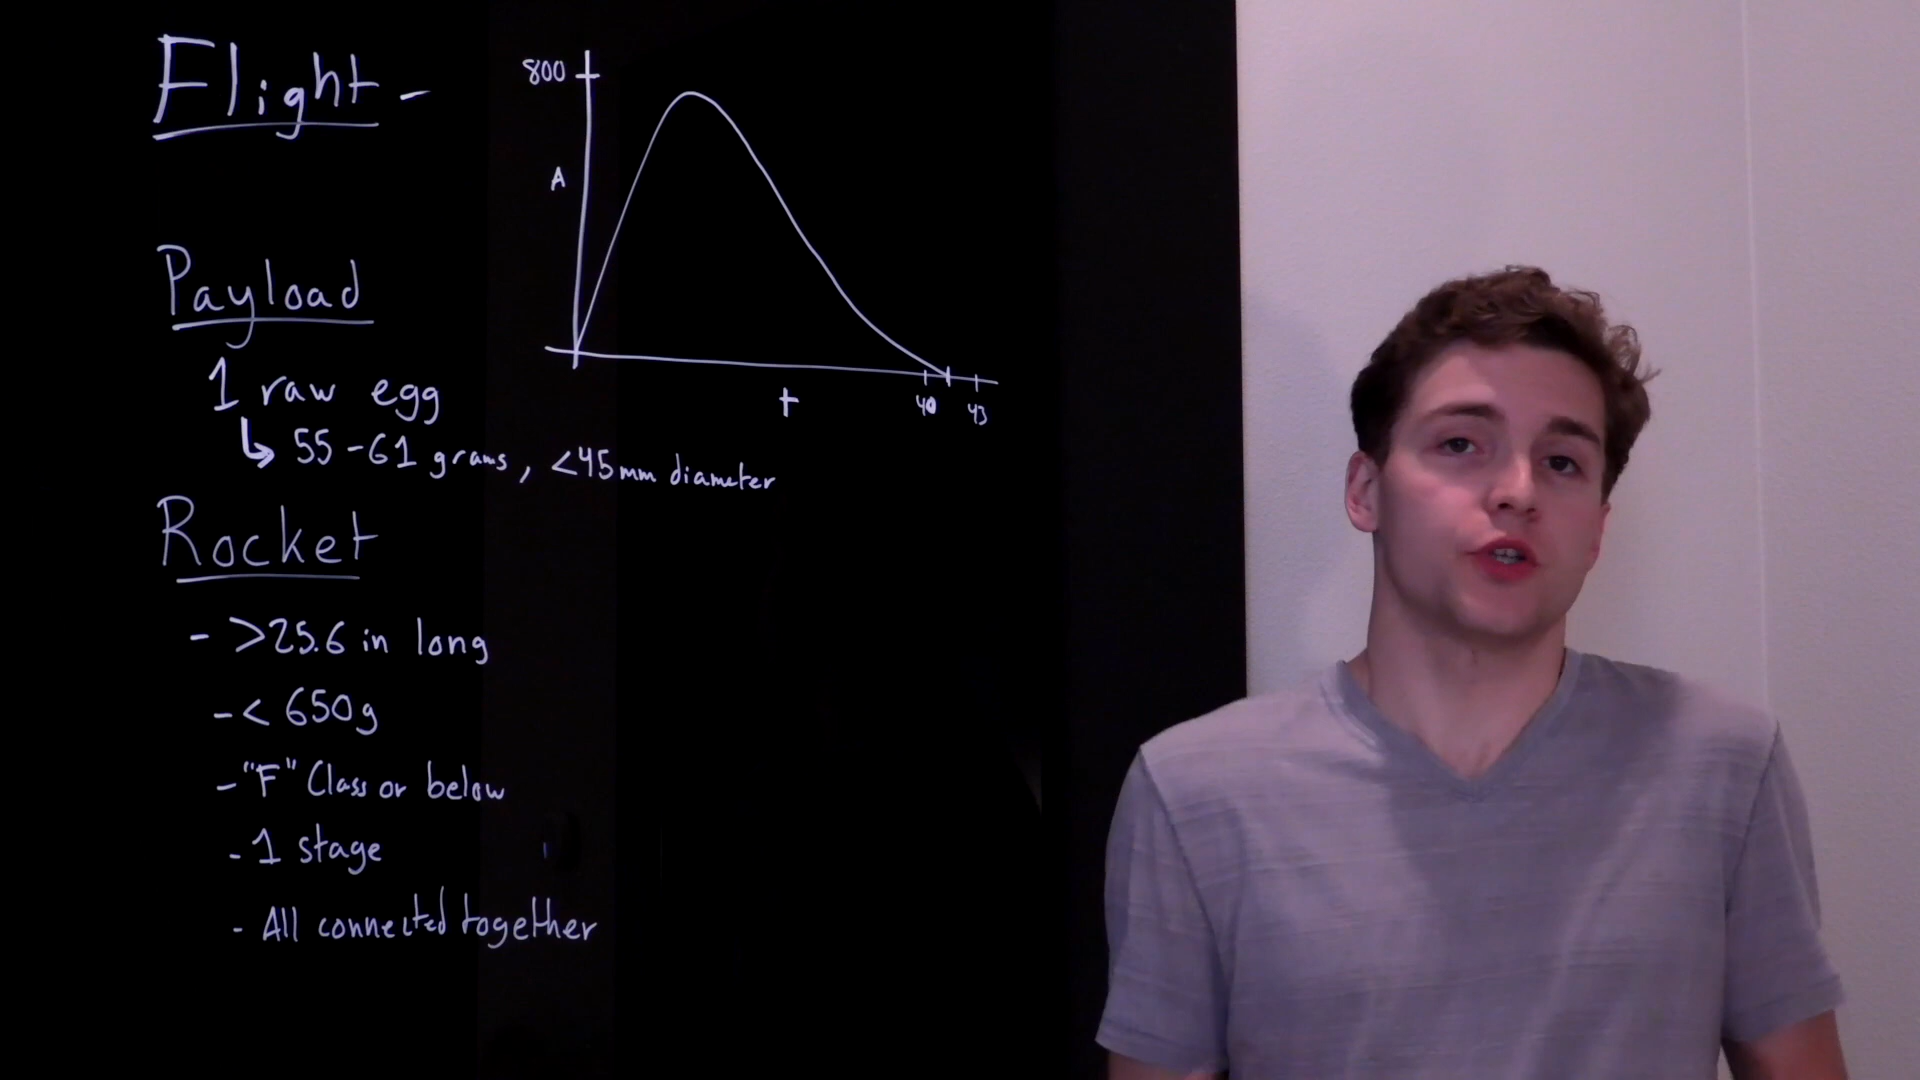 Flight -
800
A
t
40 43
Payload
1 raw egg
↳ 55-61 grams, <45mm diameter
Rocket
- >25.6 in long
- < 650g
- "F" Class or below
- 1 stage
- All connected together